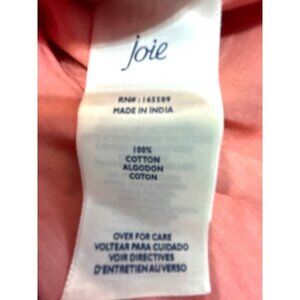 joie
RN#: 165589
MADE IN INDIA
100%
COTTON
ALGODON
COTON
OVER FOR CARE
VOLTEAR PARA CUIDADO
VOIR DIRECTIVES
D'ENTRETIEN AU VERSO